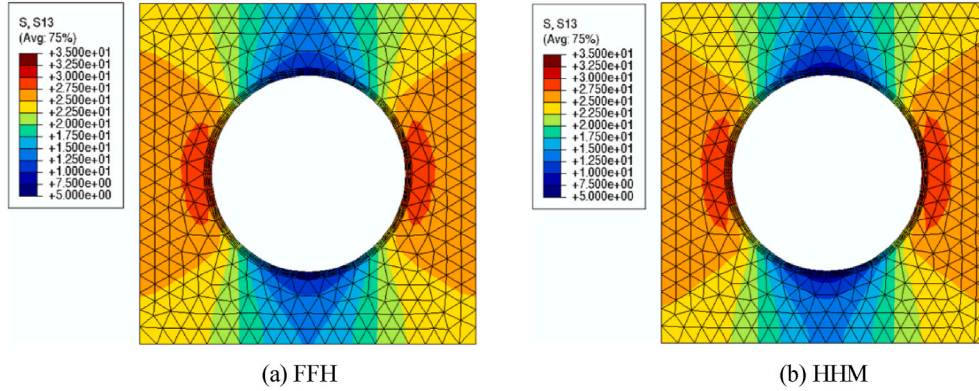 S, S13
(Avg: 75%)
+3.500e+01
+3.250e+01
+3.000e+01
+2.750e+01
+2.500e+01
+2.250e+01
+2.000e+01
+1.750e+01
+1.500e+01
+1.250e+01
+1.000e+01
+7.500e+00
+5.000e+00
(a) FFH
S, S13
(Avg: 75%)
+3.500e+01
+3.250e+01
+3.000e+01
+2.750e+01
+2.500e+01
+2.250e+01
+2.000e+01
+1.750e+01
+1.500e+01
+1.250e+01
+1.000e+01
+7.500e+00
+5.000e+00
(b) HHM